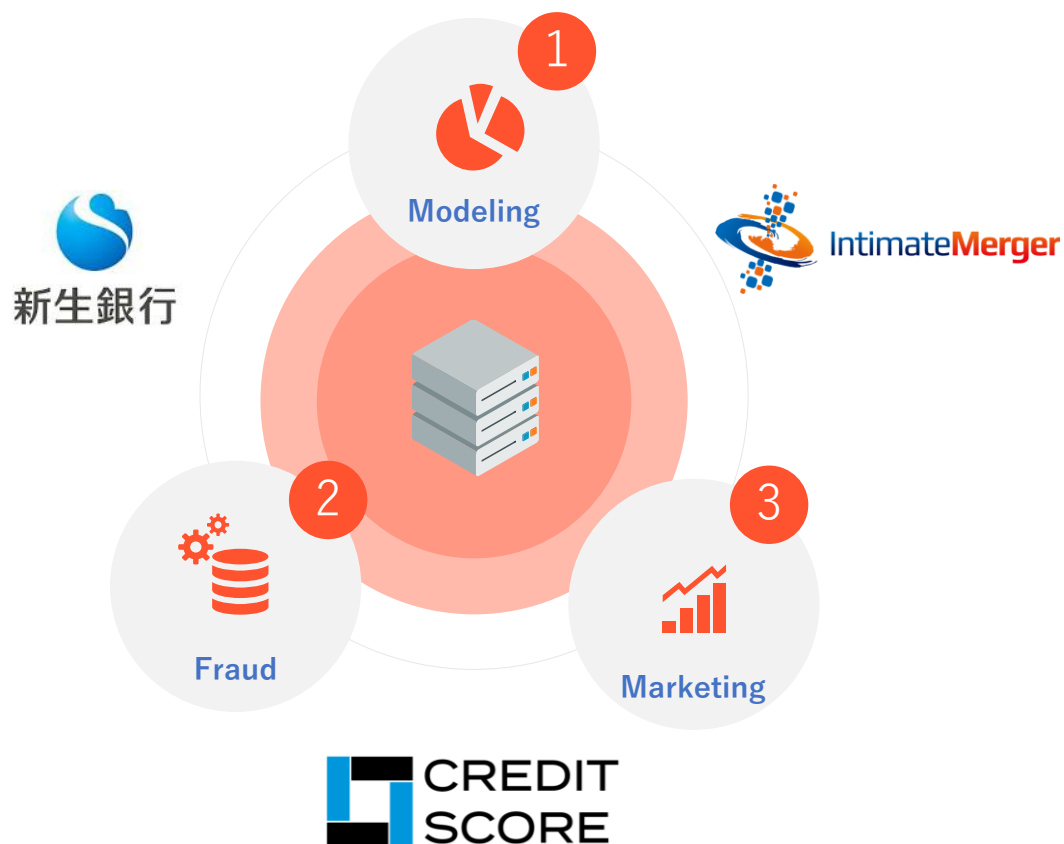 1
Modeling
新生銀行
IntimateMerger
2
Fraud
3
Marketing
CREDIT
SCORE